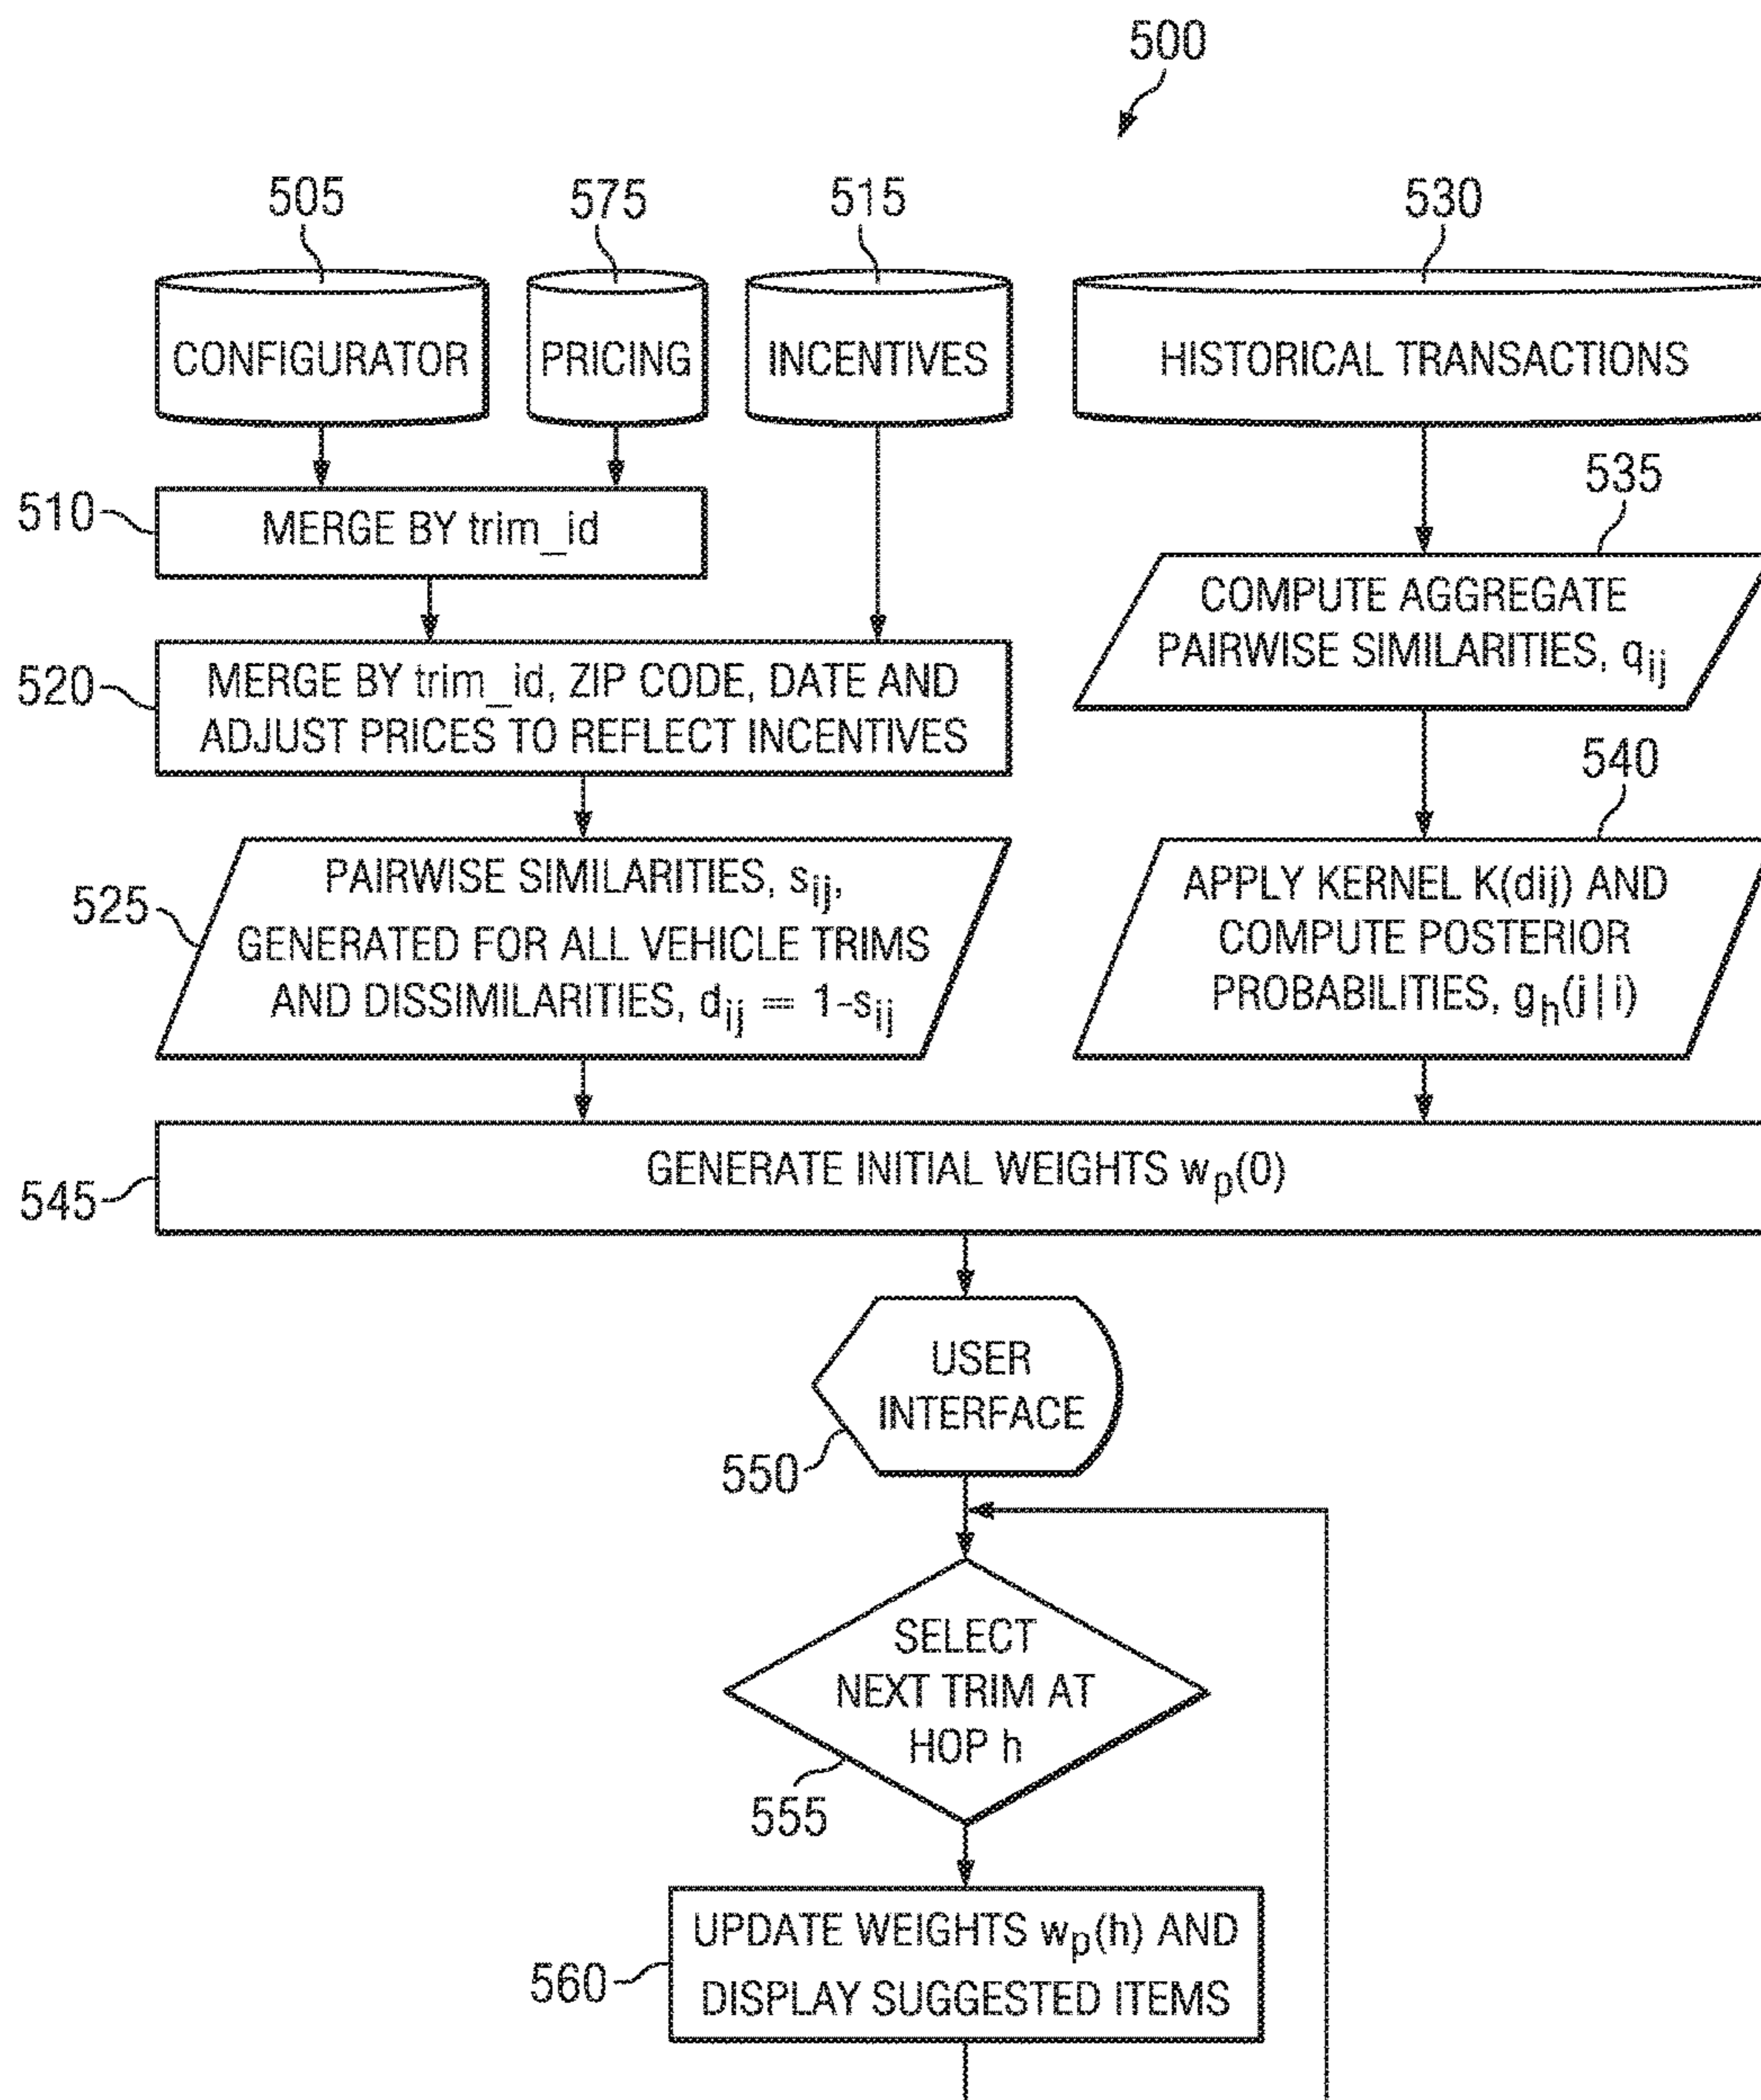 500
505
575
515
530
CONFIGURATOR
PRICING
INCENTIVES
HISTORICAL TRANSACTIONS
510
MERGE BY trim_id
535
COMPUTE AGGREGATE
PAIRWISE SIMILARITIES, qij
520
MERGE BY trim_id, ZIP CODE, DATE AND
ADJUST PRICES TO REFLECT INCENTIVES
540
525
PAIRWISE SIMILARITIES, sij,
GENERATED FOR ALL VEHICLE TRIMS
AND DISSIMILARITIES, dij = 1-sij
APPLY KERNEL K(dij) AND
COMPUTE POSTERIOR
PROBABILITIES, gh(j|i)
545
GENERATE INITIAL WEIGHTS wp(0)
USER
INTERFACE
550
SELECT
NEXT TRIM AT
HOP h
555
560
UPDATE WEIGHTS wp(h) AND
DISPLAY SUGGESTED ITEMS